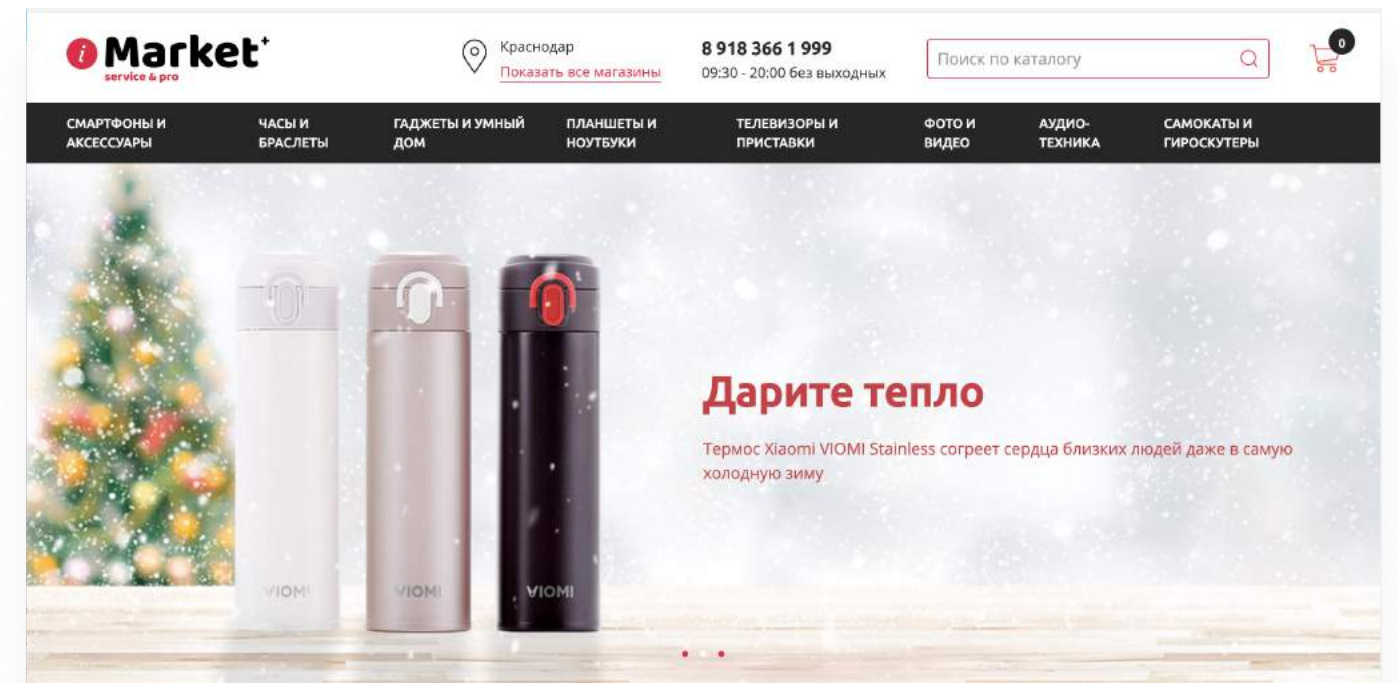 i Market+
service & pro
Краснодар
Показать все магазины
8 918 366 1 999
09:30 - 20:00 без выходных
Поиск по каталогу
0
СМАРТФОНЫ И
АКСЕССУАРЫ
ЧАСЫ И
БРАСЛЕТЫ
ГАДЖЕТЫ И УМНЫЙ
ДОМ
ПЛАНШЕТЫ И
НОУТБУКИ
ТЕЛЕВИЗОРЫ И
ПРИСТАВКИ
ФОТО И
ВИДЕО
АУДИО-
ТЕХНИКА
САМОКАТЫ И
ГИРОСКУТЕРЫ
Дарите тепло
Термос Xiaomi VIOMI Stainless согреет сердца близких людей даже в самую
холодную зиму
VIOMI
VIOMI
VIOMI